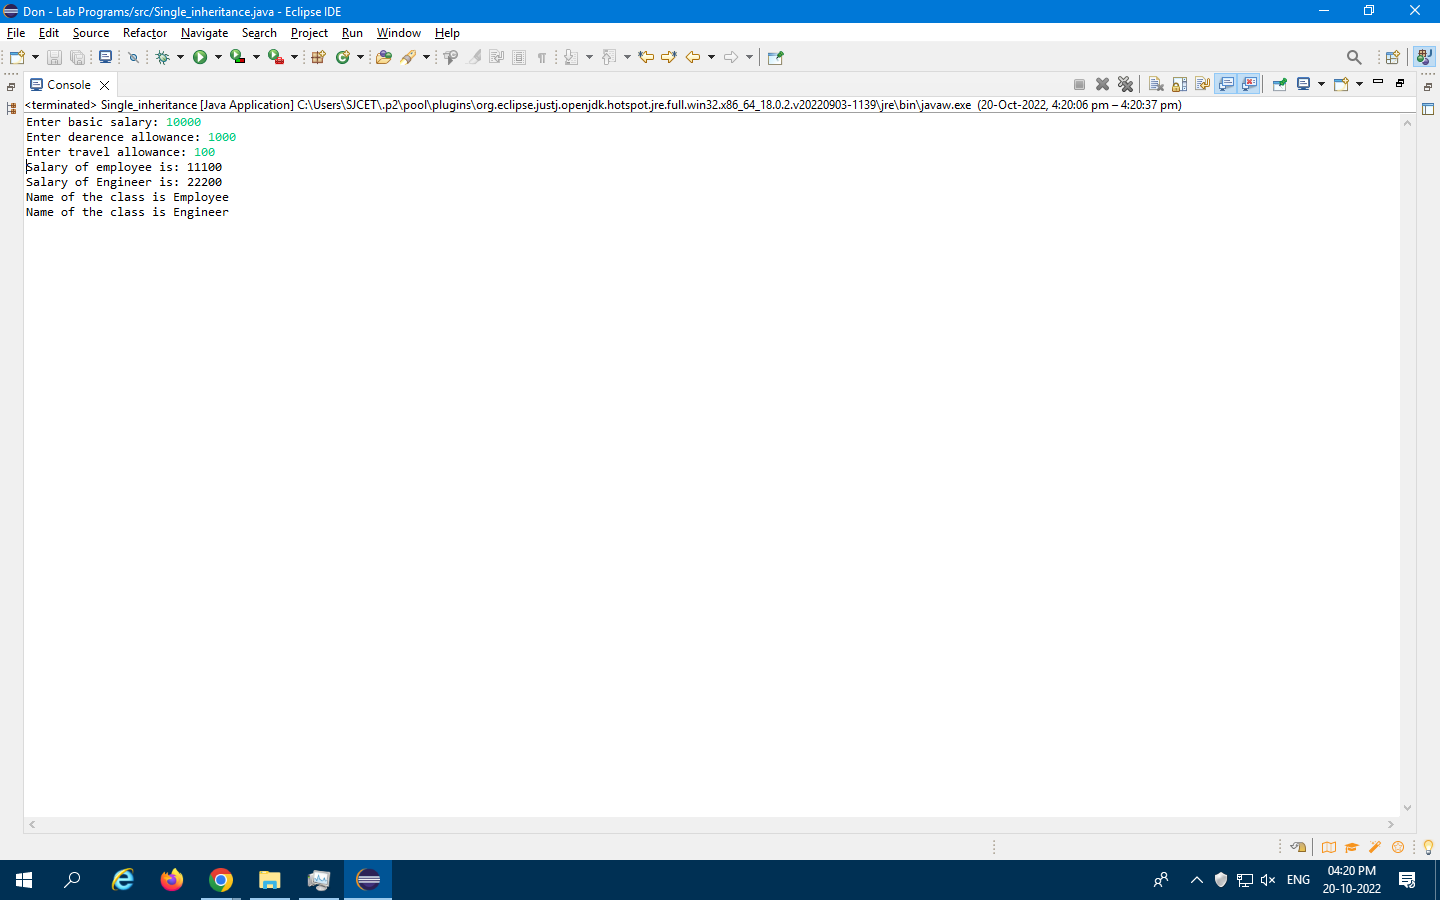 Don - Lab Programs/src/Single_inheritance.java - Eclipse IDE
File Edit Source Refactor Navigate Search Project Run Window Help
Console
<terminated> Single_inheritance [Java Application] C:\Users\SJCET\.p2\pool\plugins\org.eclipse.justj.openjdk.hotspot.jre.full.win32.x86_64_18.0.2.v20220903-1139\jre\bin\javaw.exe (20-Oct-2022, 4:20:06 pm – 4:20:37 pm)
Enter basic salary: 10000
Enter dearence allowance: 1000
Enter travel allowance: 100
Salary of employee is: 11100
Salary of Engineer is: 22200
Name of the class is Employee
Name of the class is Engineer
ENG
04:20 PM
20-10-2022